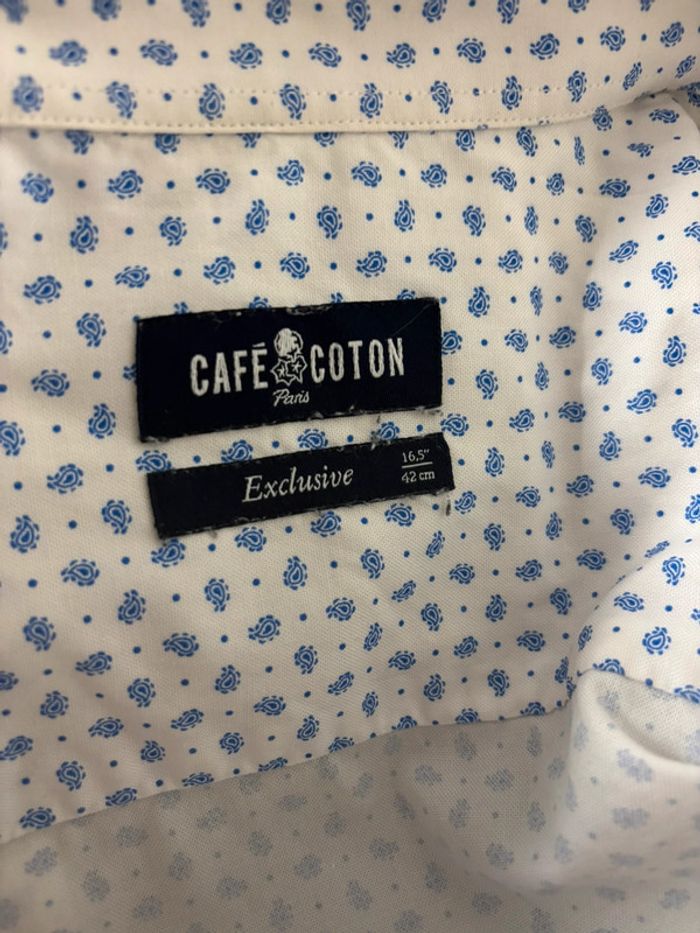 CAFÉ COTON
Paris
Exclusive
16,5"
42 cm